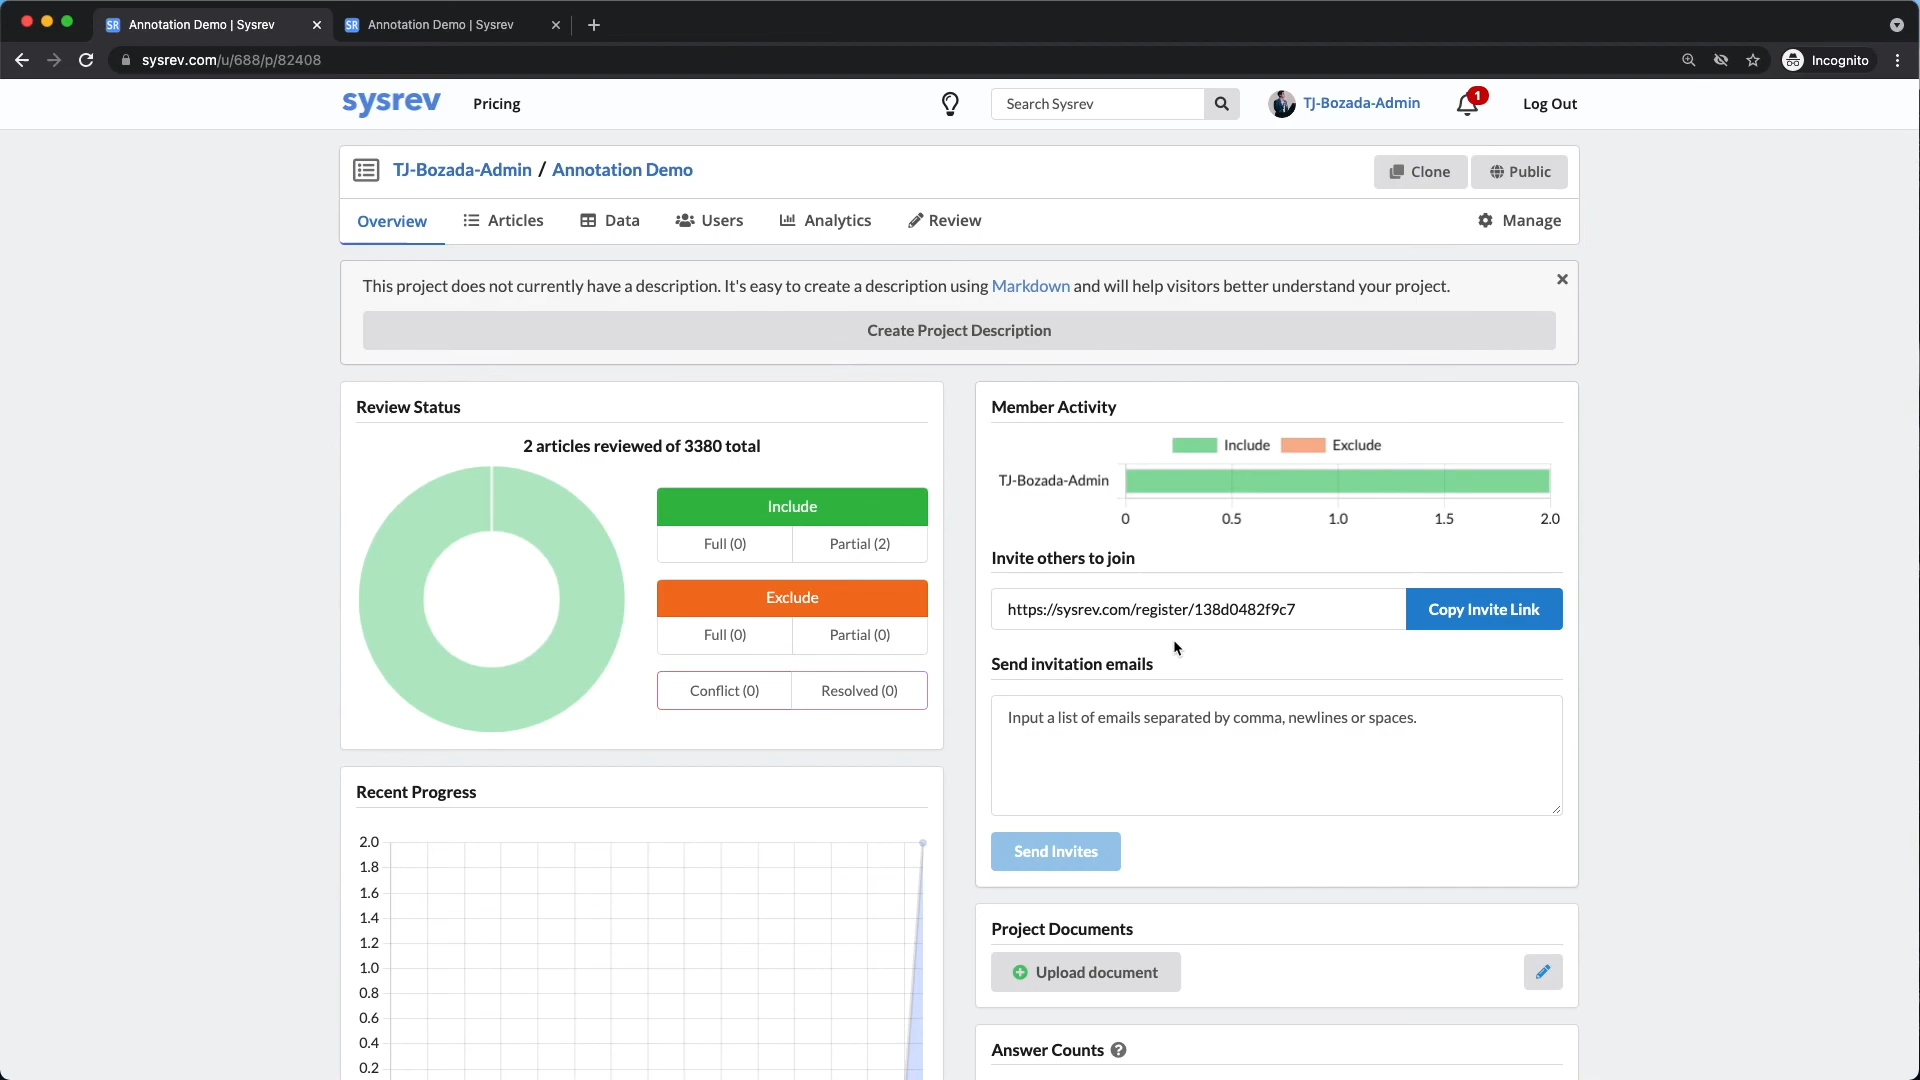 SR Annotation Demo | Sysrev
SR Annotation Demo | Sysrev
sysrev.com/u/688/p/82408
Incognito
sysrev
Pricing
Search Sysrev
TJ-Bozada-Admin
1
Log Out
TJ-Bozada-Admin / Annotation Demo
Clone
Public
Overview
Articles
Data
Users
Analytics
Review
Manage
This project does not currently have a description. It's easy to create a description using Markdown and will help visitors better understand your project.
Create Project Description
Review Status
2 articles reviewed of 3380 total
Include
Full (0)
Partial (2)
Exclude
Full (0)
Partial (0)
Conflict (0)
Resolved (0)
Recent Progress
2.0
1.8
1.6
1.4
1.2
1.0
0.8
0.6
0.4
0.2
Member Activity
Include
Exclude
TJ-Bozada-Admin
0 0.5 1.0 1.5 2.0
Invite others to join
https://sysrev.com/register/138d0482f9c7
Copy Invite Link
Send invitation emails
Input a list of emails separated by comma, newlines or spaces.
Send Invites
Project Documents
Upload document
Answer Counts ?